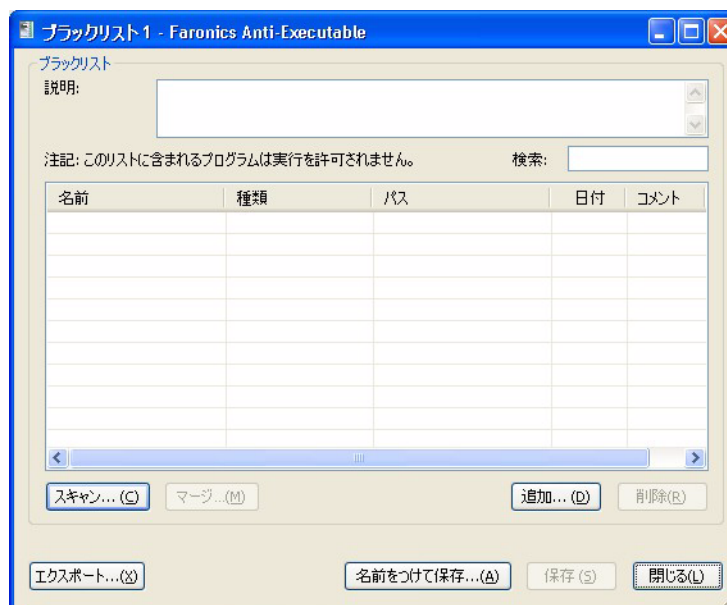 ブラックリスト 1 - Faronics Anti-Executable
ブラックリスト
説明:
注記: このリストに含まれるプログラムは実行を許可されません。 検索:
名前 種類 パス 日付 コメント
スキャン... (C) マージ...(M) 追加... (D) 削除(R)
エクスポート...(X) 名前をつけて保存...(A) 保存 (S) 閉じる(L)